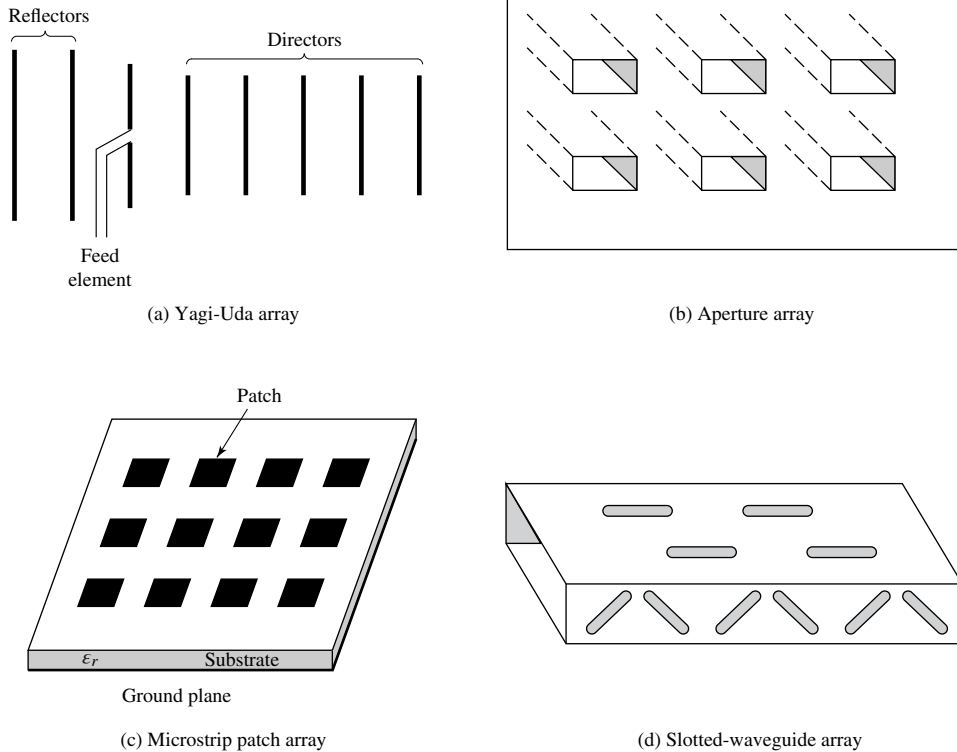 Reflectors
Directors
Feed
element
(a) Yagi-Uda array
(b) Aperture array
Patch
εr
Substrate
Ground plane
(c) Microstrip patch array
(d) Slotted-waveguide array